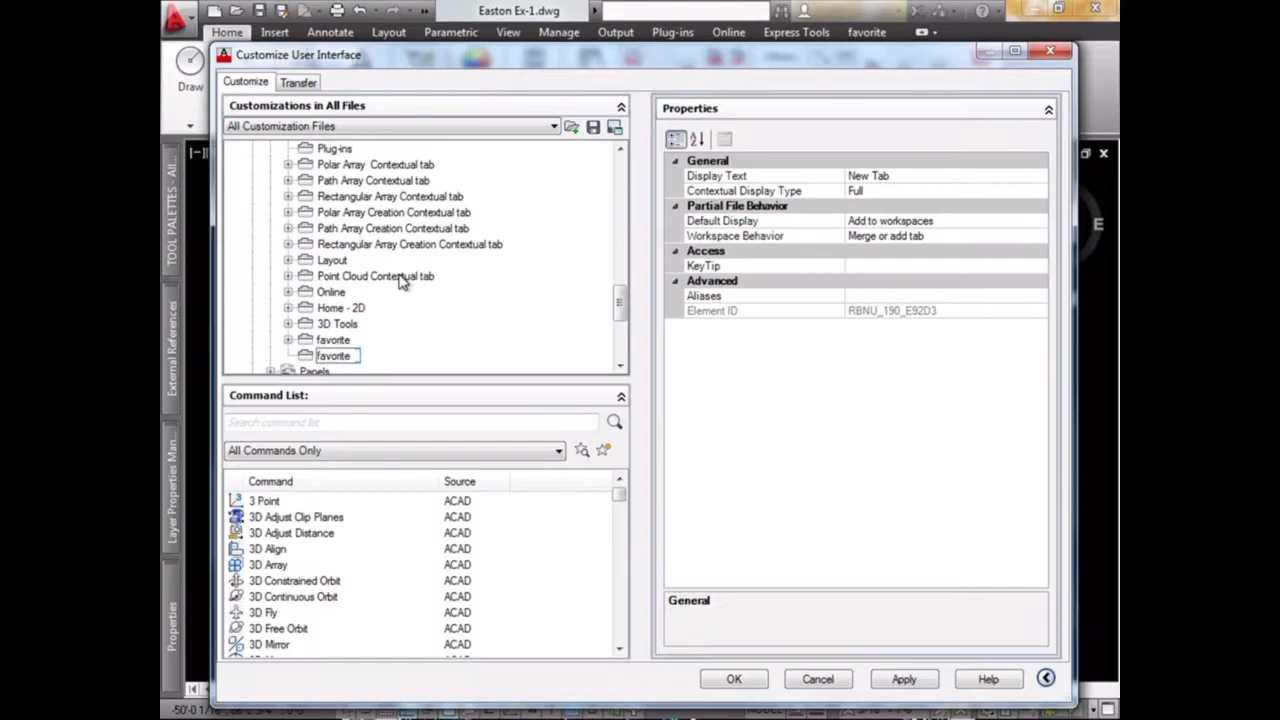 Easton Ex-1.dwg
Home Insert Annotate Layout Parametric View Manage Output Plug-ins Online Express Tools favorite
Customize User Interface
Draw
Customize Transfer
Customizations in All Files
All Customization Files
Plug-ins
Polar Array Contextual tab
Path Array Contextual tab
Rectangular Array Contextual tab
Polar Array Creation Contextual tab
Path Array Creation Contextual tab
Rectangular Array Creation Contextual tab
Layout
Point Cloud Contextual tab
Online
Home - 2D
3D Tools
favorite
favorite
Panels
Command List:
Search command list
All Commands Only
Command Source
3 Point ACAD
3D Adjust Clip Planes ACAD
3D Adjust Distance ACAD
3D Align ACAD
3D Array ACAD
3D Constrained Orbit ACAD
3D Continuous Orbit ACAD
3D Fly ACAD
3D Free Orbit ACAD
3D Mirror ACAD
Properties
General
Display Text New Tab
Contextual Display Type Full
Partial File Behavior
Default Display Add to workspaces
Workspace Behavior Merge or add tab
Access
KeyTip
Advanced
Aliases
Element ID RBNU_190_E92D3
General
OK Cancel Apply Help
TOOL PALETTES - All...
External References
Layer Properties Man...
Properties
E